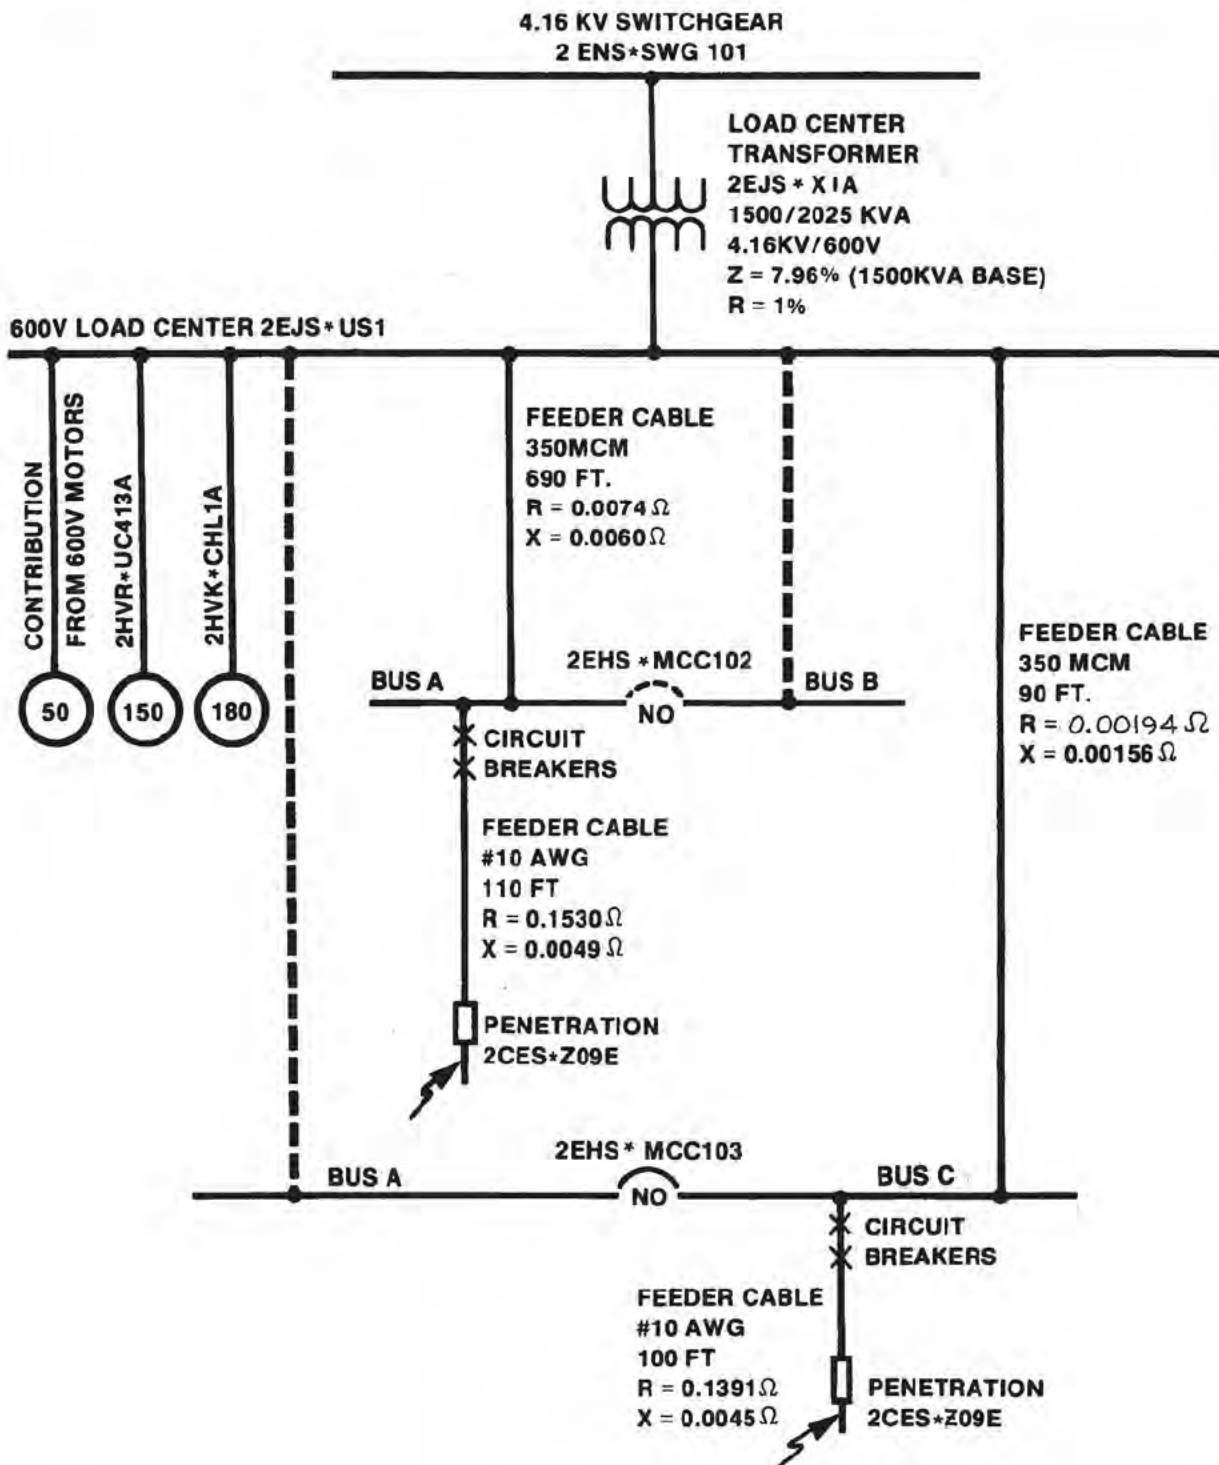 4.16 KV SWITCHGEAR
2 ENS*SWG 101
LOAD CENTER
TRANSFORMER
2EJS * X1A
1500/2025 KVA
4.16KV/600V
Z = 7.96% (1500KVA BASE)
R = 1%
600V LOAD CENTER 2EJS*US1
CONTRIBUTION
FROM 600V MOTORS
2HVR*UC413A
2HVK*CHL1A
50
150
180
FEEDER CABLE
350MCM
690 FT.
R = 0.0074 Ω
X = 0.0060 Ω
2EHS *MCC102
BUS A
NO
BUS B
CIRCUIT
BREAKERS
FEEDER CABLE
350 MCM
90 FT.
R = 0.00194 Ω
X = 0.00156 Ω
FEEDER CABLE
#10 AWG
110 FT
R = 0.1530 Ω
X = 0.0049 Ω
PENETRATION
2CES*Z09E
2EHS* MCC103
BUS A
NO
BUS C
CIRCUIT
BREAKERS
FEEDER CABLE
#10 AWG
100 FT
R = 0.1391 Ω
X = 0.0045 Ω
PENETRATION
2CES*Z09E